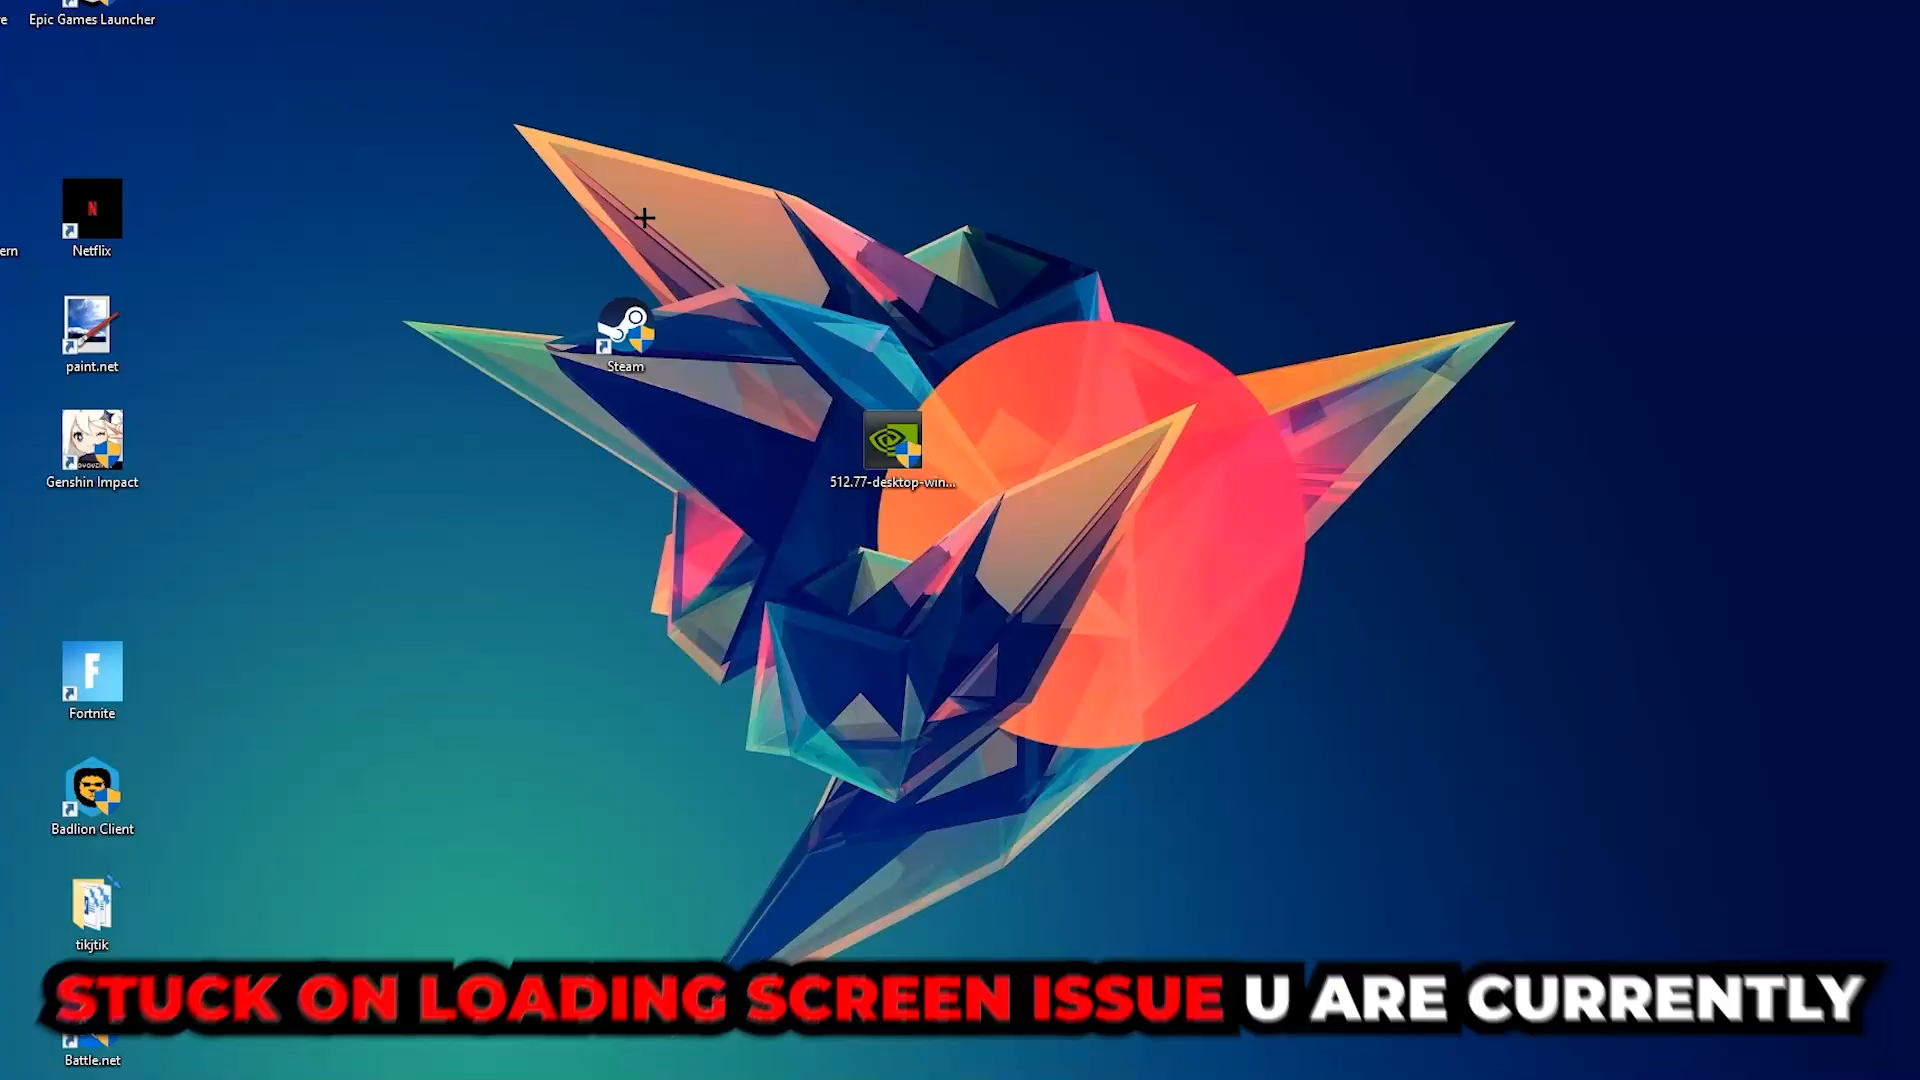 Epic Games Launcher
Netflix
ern
paint.net
Steam
Genshin Impact
512.77-desktop-win...
Fortnite
Badlion Client
tikjtik
STUCK ON LOADING SCREEN ISSUE U ARE CURRENTLY
Battle.net